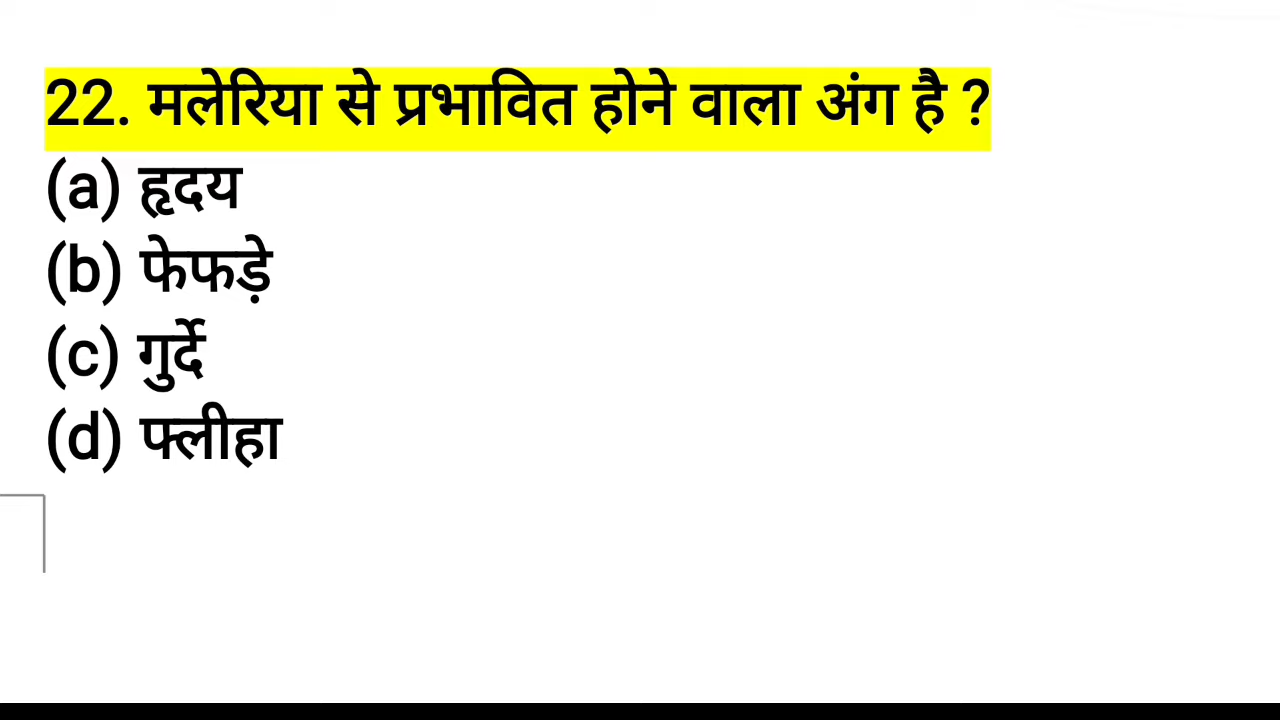 22. मलेरिया से प्रभावित होने वाला अंग है ?
(a) हृदय
(b) फेफड़े
(c) गुर्दे
(d) फ्लीहा